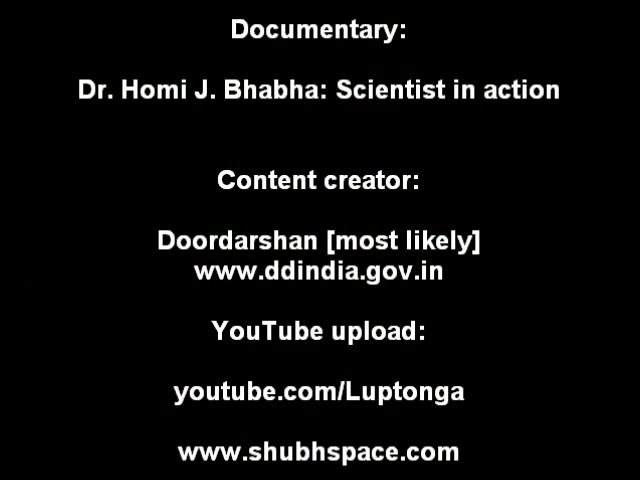 Documentary:
Dr. Homi J. Bhabha: Scientist in action
Content creator:
Doordarshan [most likely]
www.ddindia.gov.in
YouTube upload:
youtube.com/Luptonga
www.shubhspace.com